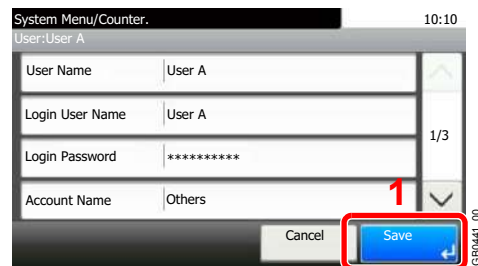 System Menu/Counter. 10:10
User:User A
User Name User A
Login User Name User A
1/3
Login Password **********
Account Name Others
1
Cancel Save
GB0441_00